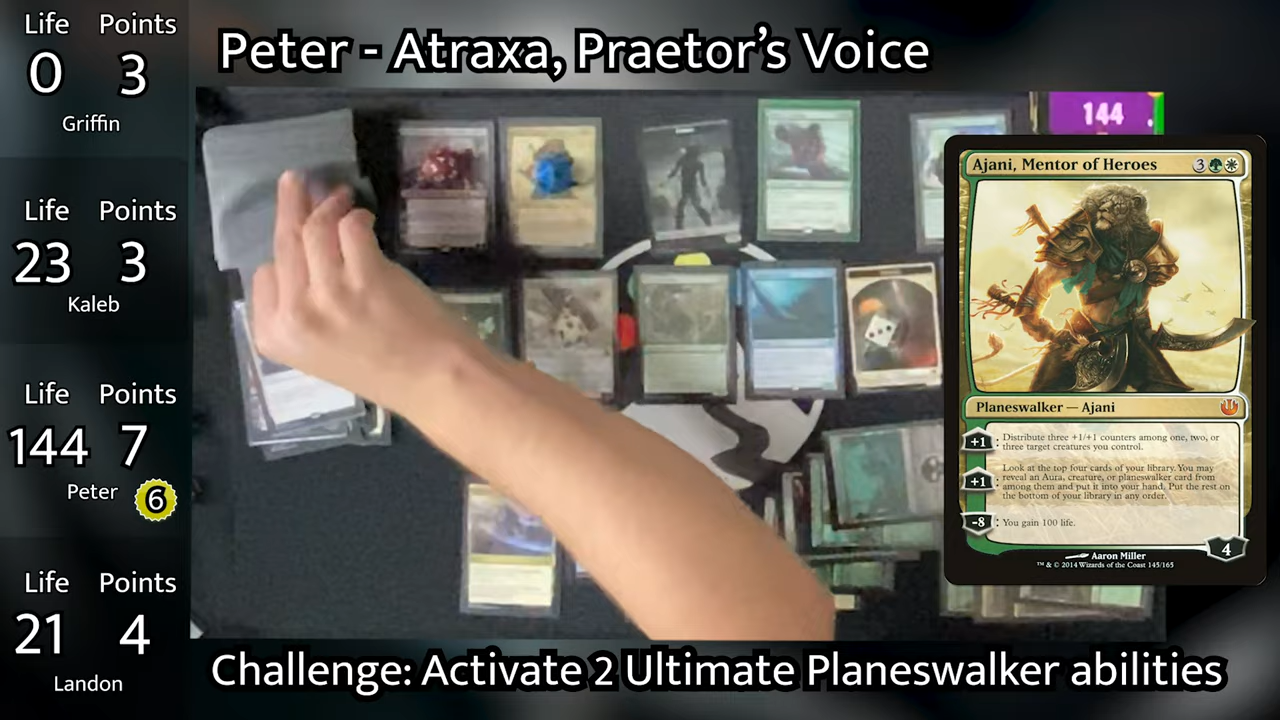 Life Points
0 3
Griffin
Life Points
23 3
Kaleb
Life Points
144 7
Peter 6
Life Points
21 4
Landon
Peter - Atraxa, Praetor's Voice
144
Ajani, Mentor of Heroes 3
Planeswalker — Ajani
+1: Distribute three +1/+1 counters among one, two, or
three target creatures you control.
+1: Look at the top four cards of your library. You may
reveal an Aura, creature, or planeswalker card from
among them and put it into your hand. Put the rest on
the bottom of your library in any order.
-8: You gain 100 life.
4
Aaron Miller
™ & © 2014 Wizards of the Coast 145/165
Challenge: Activate 2 Ultimate Planeswalker abilities